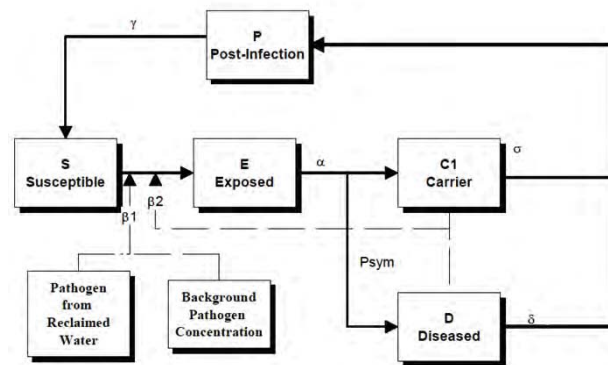 γ
P
Post-Infection
S
Susceptible
β1
β2
E
Exposed
α
C1
Carrier
σ
Psym
Pathogen
from
Reclaimed
Water
Background
Pathogen
Concentration
D
Diseased
δ